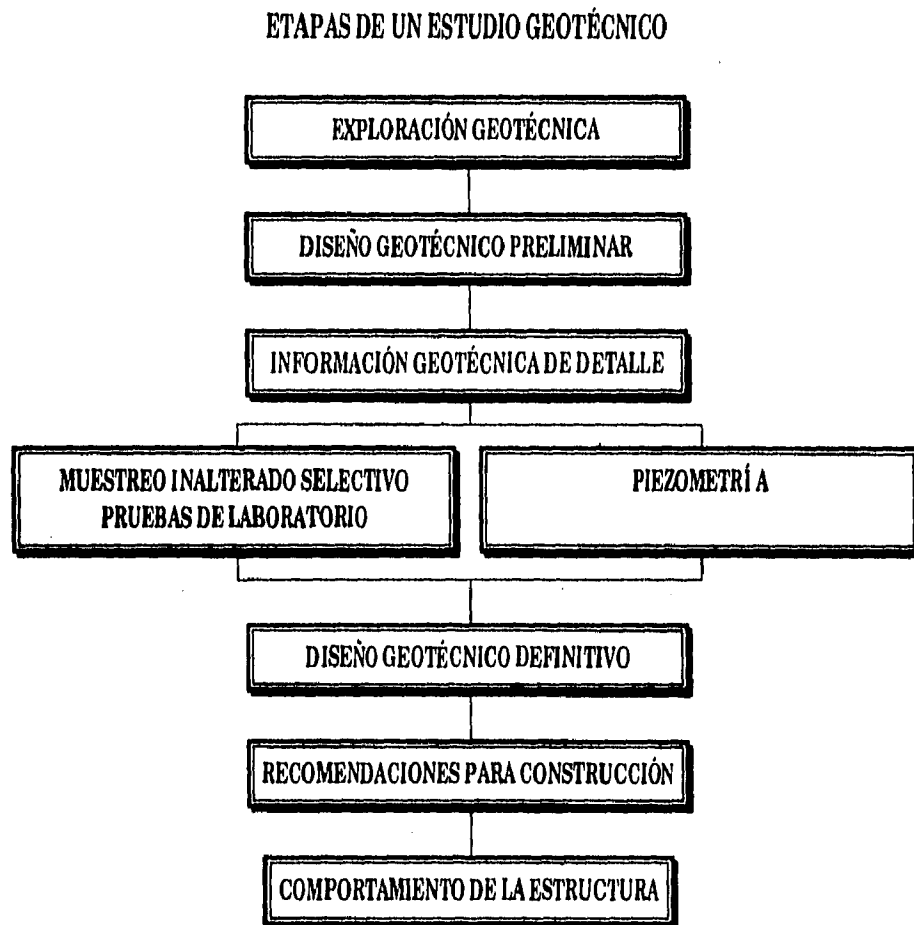 ETAPAS DE UN ESTUDIO GEOTÉCNICO
EXPLORACIÓN GEOTÉCNICA
DISEÑO GEOTÉCNICO PRELIMINAR
INFORMACIÓN GEOTÉCNICA DE DETALLE
MUESTREO INALTERADO SELECTIVO
PRUEBAS DE LABORATORIO
PIEZOMETRÍA
DISEÑO GEOTÉCNICO DEFINITIVO
RECOMENDACIONES PARA CONSTRUCCIÓN
COMPORTAMIENTO DE LA ESTRUCTURA